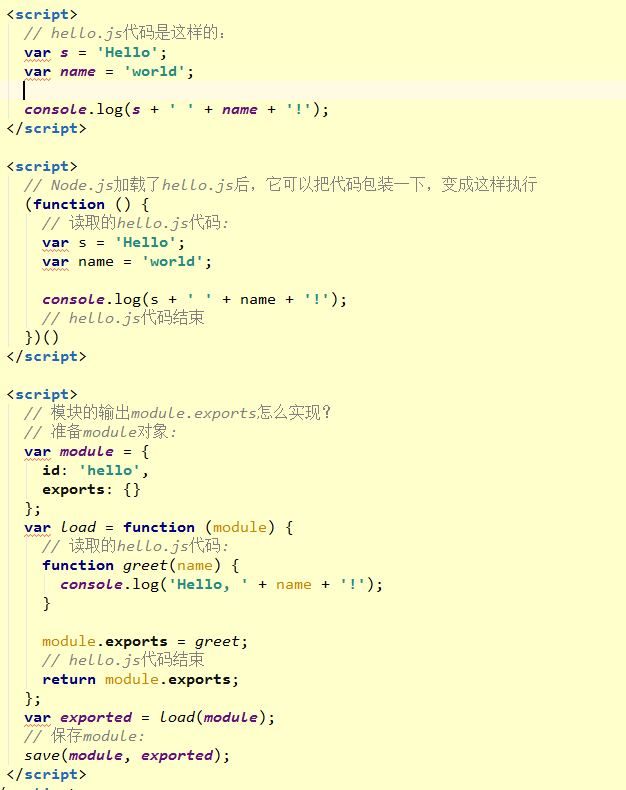 <script>
// hello.js代码是这样的：
var s = 'Hello';
var name = 'world';
console.log(s + ' ' + name + '!');
</script>
<script>
// Node.js加载了hello.js后，它可以把代码包装一下，变成这样执行
(function () {
// 读取的hello.js代码:
var s = 'Hello';
var name = 'world';
console.log(s + ' ' + name + '!');
// hello.js代码结束
})()
</script>
<script>
// 模块的输出module.exports怎么实现？
// 准备module对象:
var module = {
id: 'hello',
exports: {}
};
var load = function (module) {
// 读取的hello.js代码:
function greet(name) {
console.log('Hello, ' + name + '!');
}
module.exports = greet;
// hello.js代码结束
return module.exports;
};
var exported = load(module);
// 保存module:
save(module, exported);
</script>